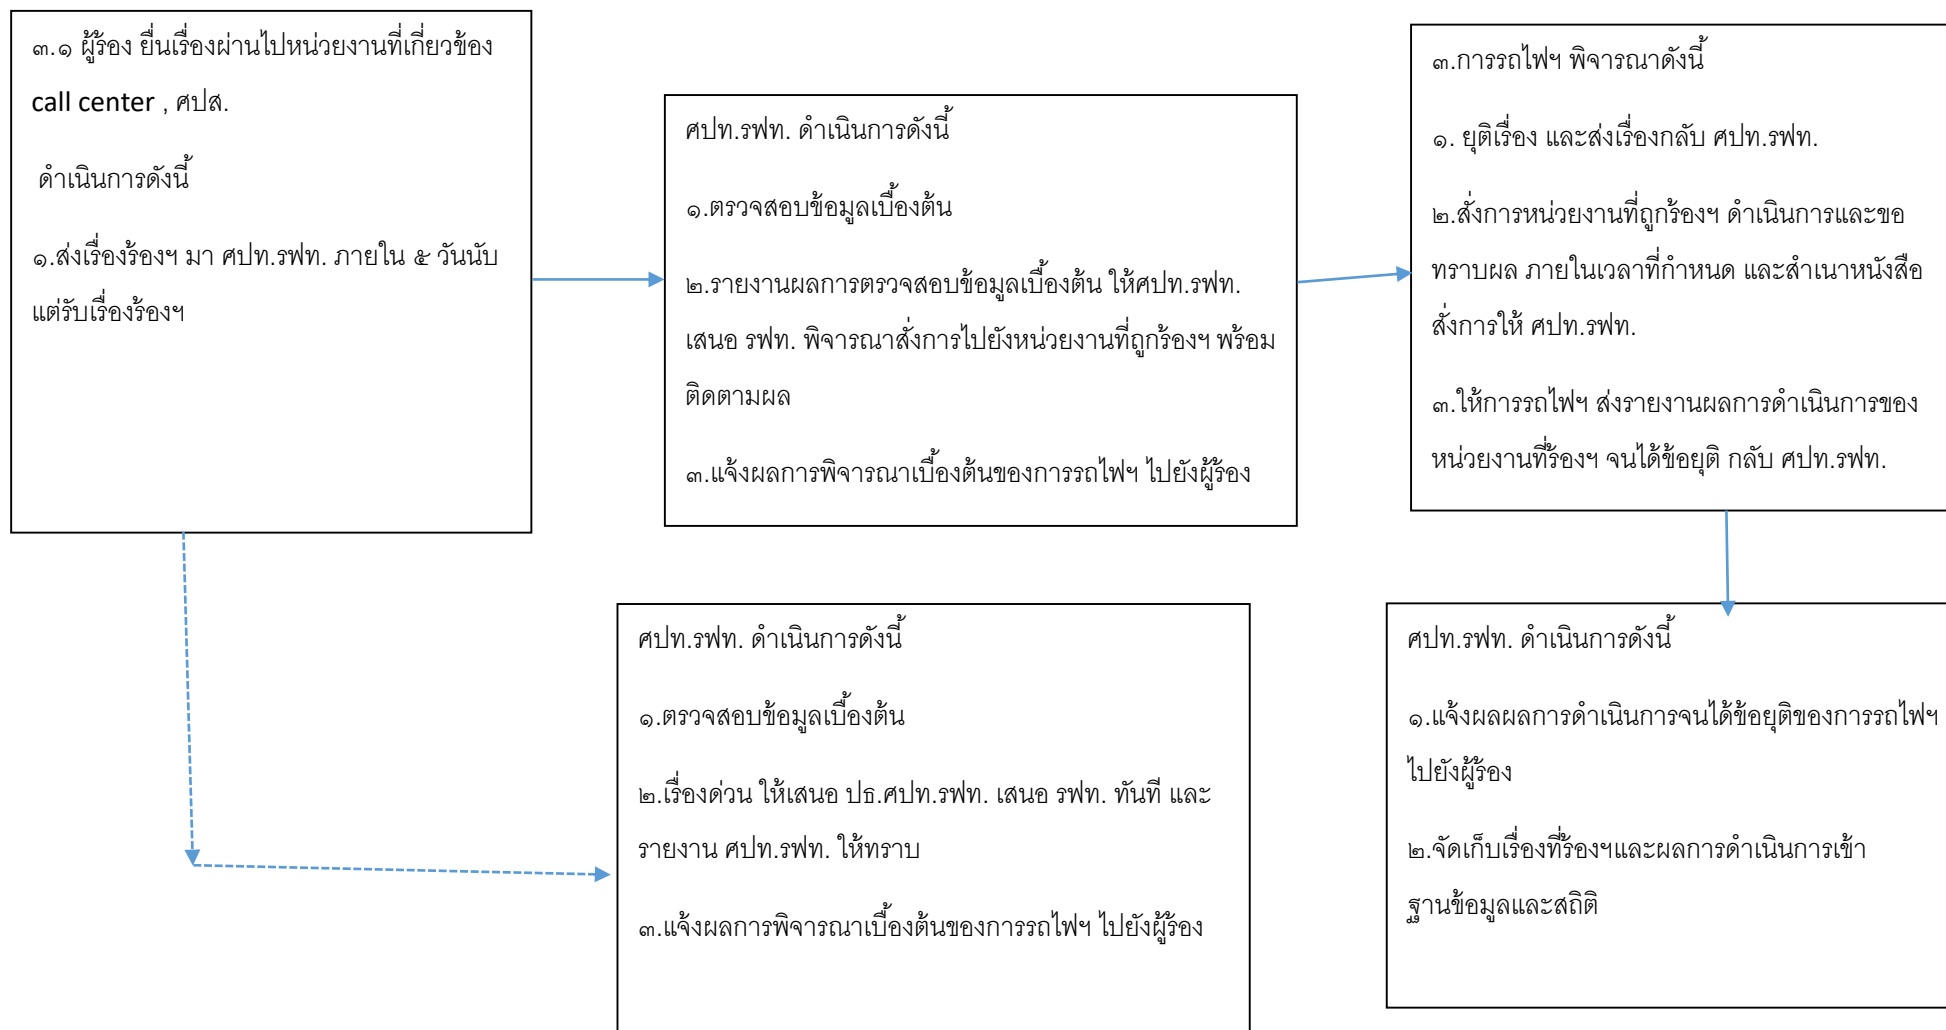 ๓.๑ ผู้ร้อง ยื่นเรื่องผ่านไปหน่วยงานที่เกี่ยวข้อง
call center , ศปส.
ดำเนินการดังนี้
๑.ส่งเรื่องร้องฯ มา ศปท.รฟท. ภายใน ๕ วันนับ
แต่รับเรื่องร้องฯ
ศปท.รฟท. ดำเนินการดังนี้
๑.ตรวจสอบข้อมูลเบื้องต้น
๒.รายงานผลการตรวจสอบข้อมูลเบื้องต้น ให้ศปท.รฟท.
เสนอ รฟท. พิจารณาสั่งการไปยังหน่วยงานที่ถูกร้องฯ พร้อม
ติดตามผล
๓.แจ้งผลการพิจารณาเบื้องต้นของการรถไฟฯ ไปยังผู้ร้อง
๓.การรถไฟฯ พิจารณาดังนี้
๑. ยุติเรื่อง และส่งเรื่องกลับ ศปท.รฟท.
๒.สั่งการหน่วยงานที่ถูกร้องฯ ดำเนินการและขอ
ทราบผล ภายในเวลาที่กำหนด และสำเนาหนังสือ
สั่งการให้ ศปท.รฟท.
๓.ให้การรถไฟฯ ส่งรายงานผลการดำเนินการของ
หน่วยงานที่ร้องฯ จนได้ข้อยุติ กลับ ศปท.รฟท.
ศปท.รฟท. ดำเนินการดังนี้
๑.ตรวจสอบข้อมูลเบื้องต้น
๒.เรื่องด่วน ให้เสนอ ปธ.ศปท.รฟท. เสนอ รฟท. ทันที และ
รายงาน ศปท.รฟท. ให้ทราบ
๓.แจ้งผลการพิจารณาเบื้องต้นของการรถไฟฯ ไปยังผู้ร้อง
ศปท.รฟท. ดำเนินการดังนี้
๑.แจ้งผลผลการดำเนินการจนได้ข้อยุติของการรถไฟฯ
ไปยังผู้ร้อง
๒.จัดเก็บเรื่องที่ร้องฯและผลการดำเนินการเข้า
ฐานข้อมูลและสถิติ